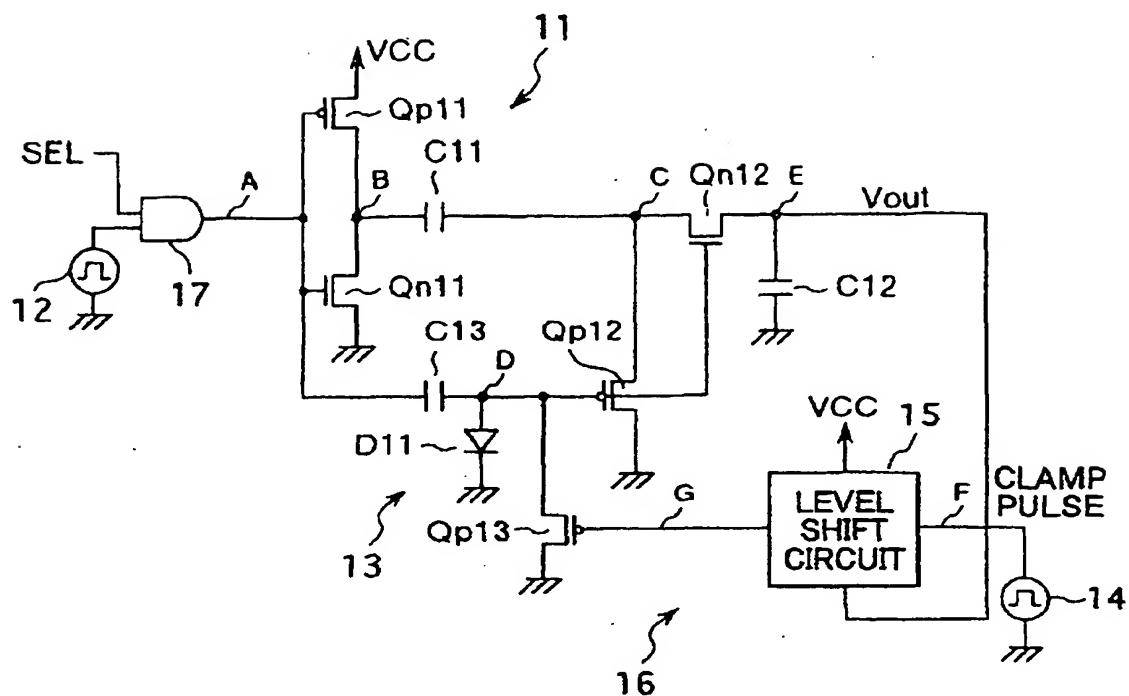 11
VCC
Qp11
SEL
A
C11
B
C
Qn12
E
Vout
12
17
Qn11
C12
C13
Qp12
D
D11
VCC
15
CLAMP
PULSE
LEVEL
SHIFT
CIRCUIT
G
F
Qp13
13
14
16